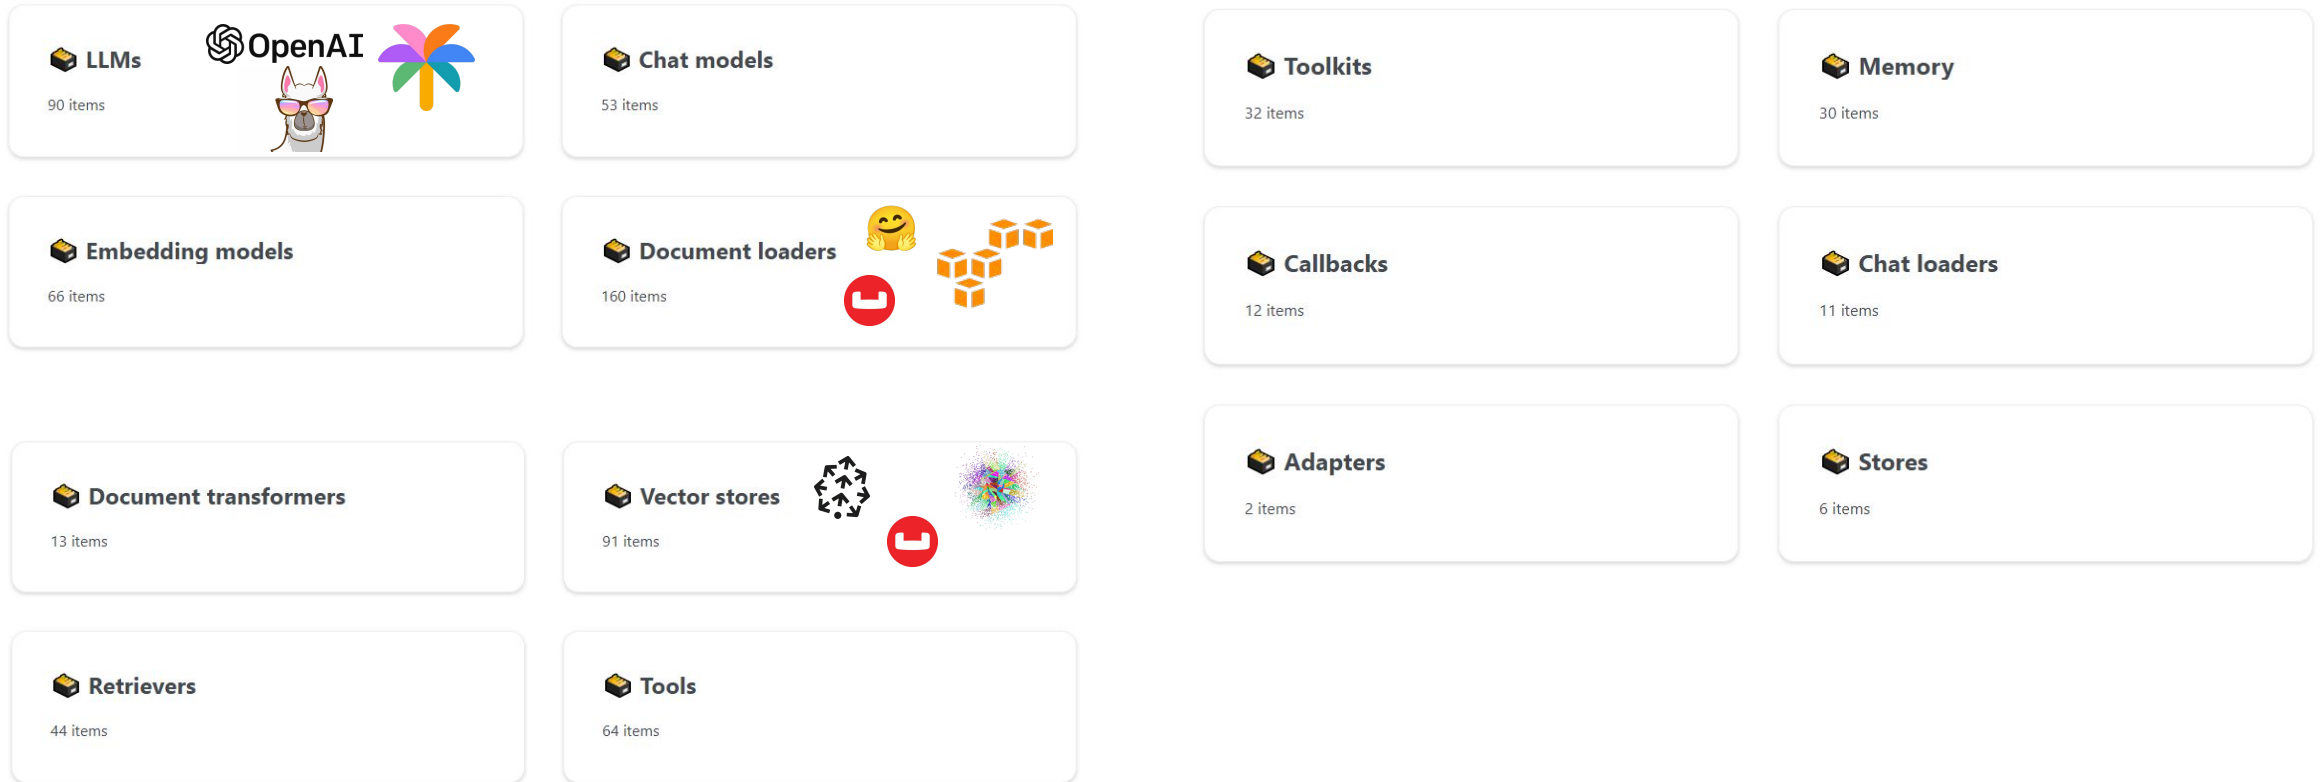 LLMs
OpenAI
90 items
Chat models
53 items
Embedding models
66 items
Document loaders
160 items
Document transformers
13 items
Vector stores
91 items
Retrievers
44 items
Tools
64 items
Toolkits
32 items
Memory
30 items
Callbacks
12 items
Chat loaders
11 items
Adapters
2 items
Stores
6 items